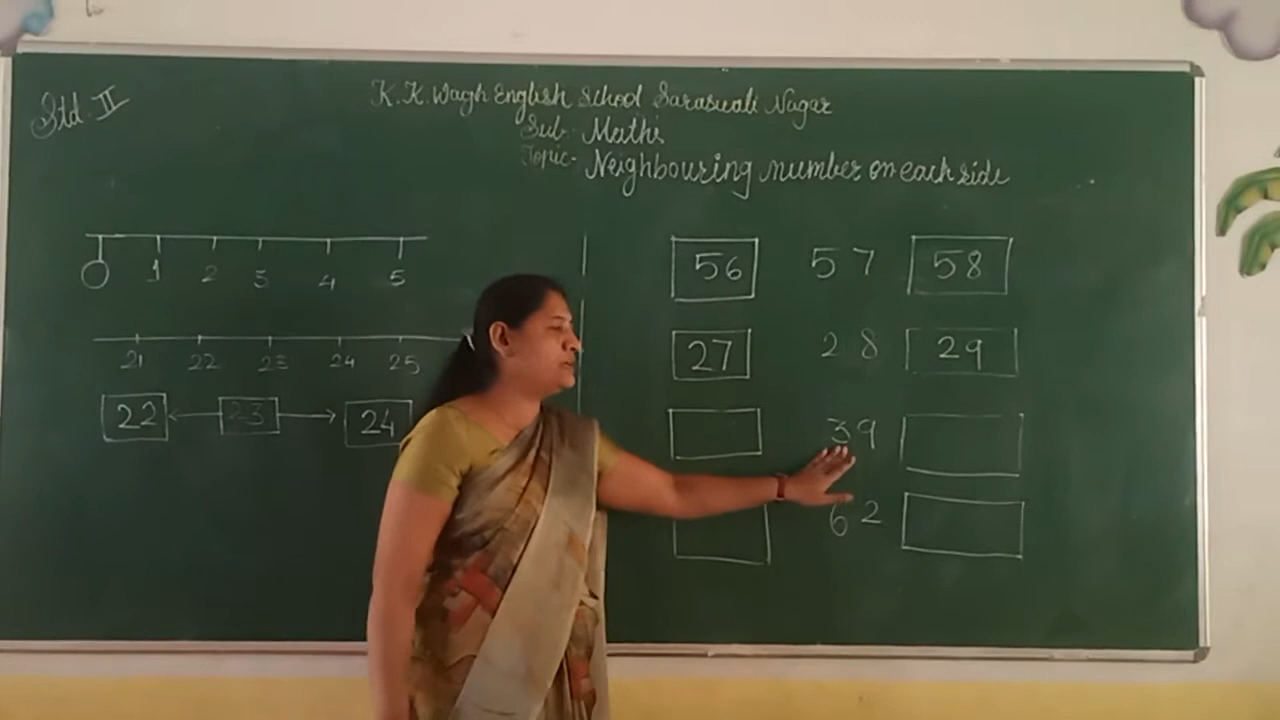 Std. II
K.K. Wagh English School Saraswati Nagar
Sub- Maths
Topic- Neighbouring number on each side
0 1 2 3 4 5
21 22 23 24 25
22 23 24
56 57 58
27 28 29
39
62